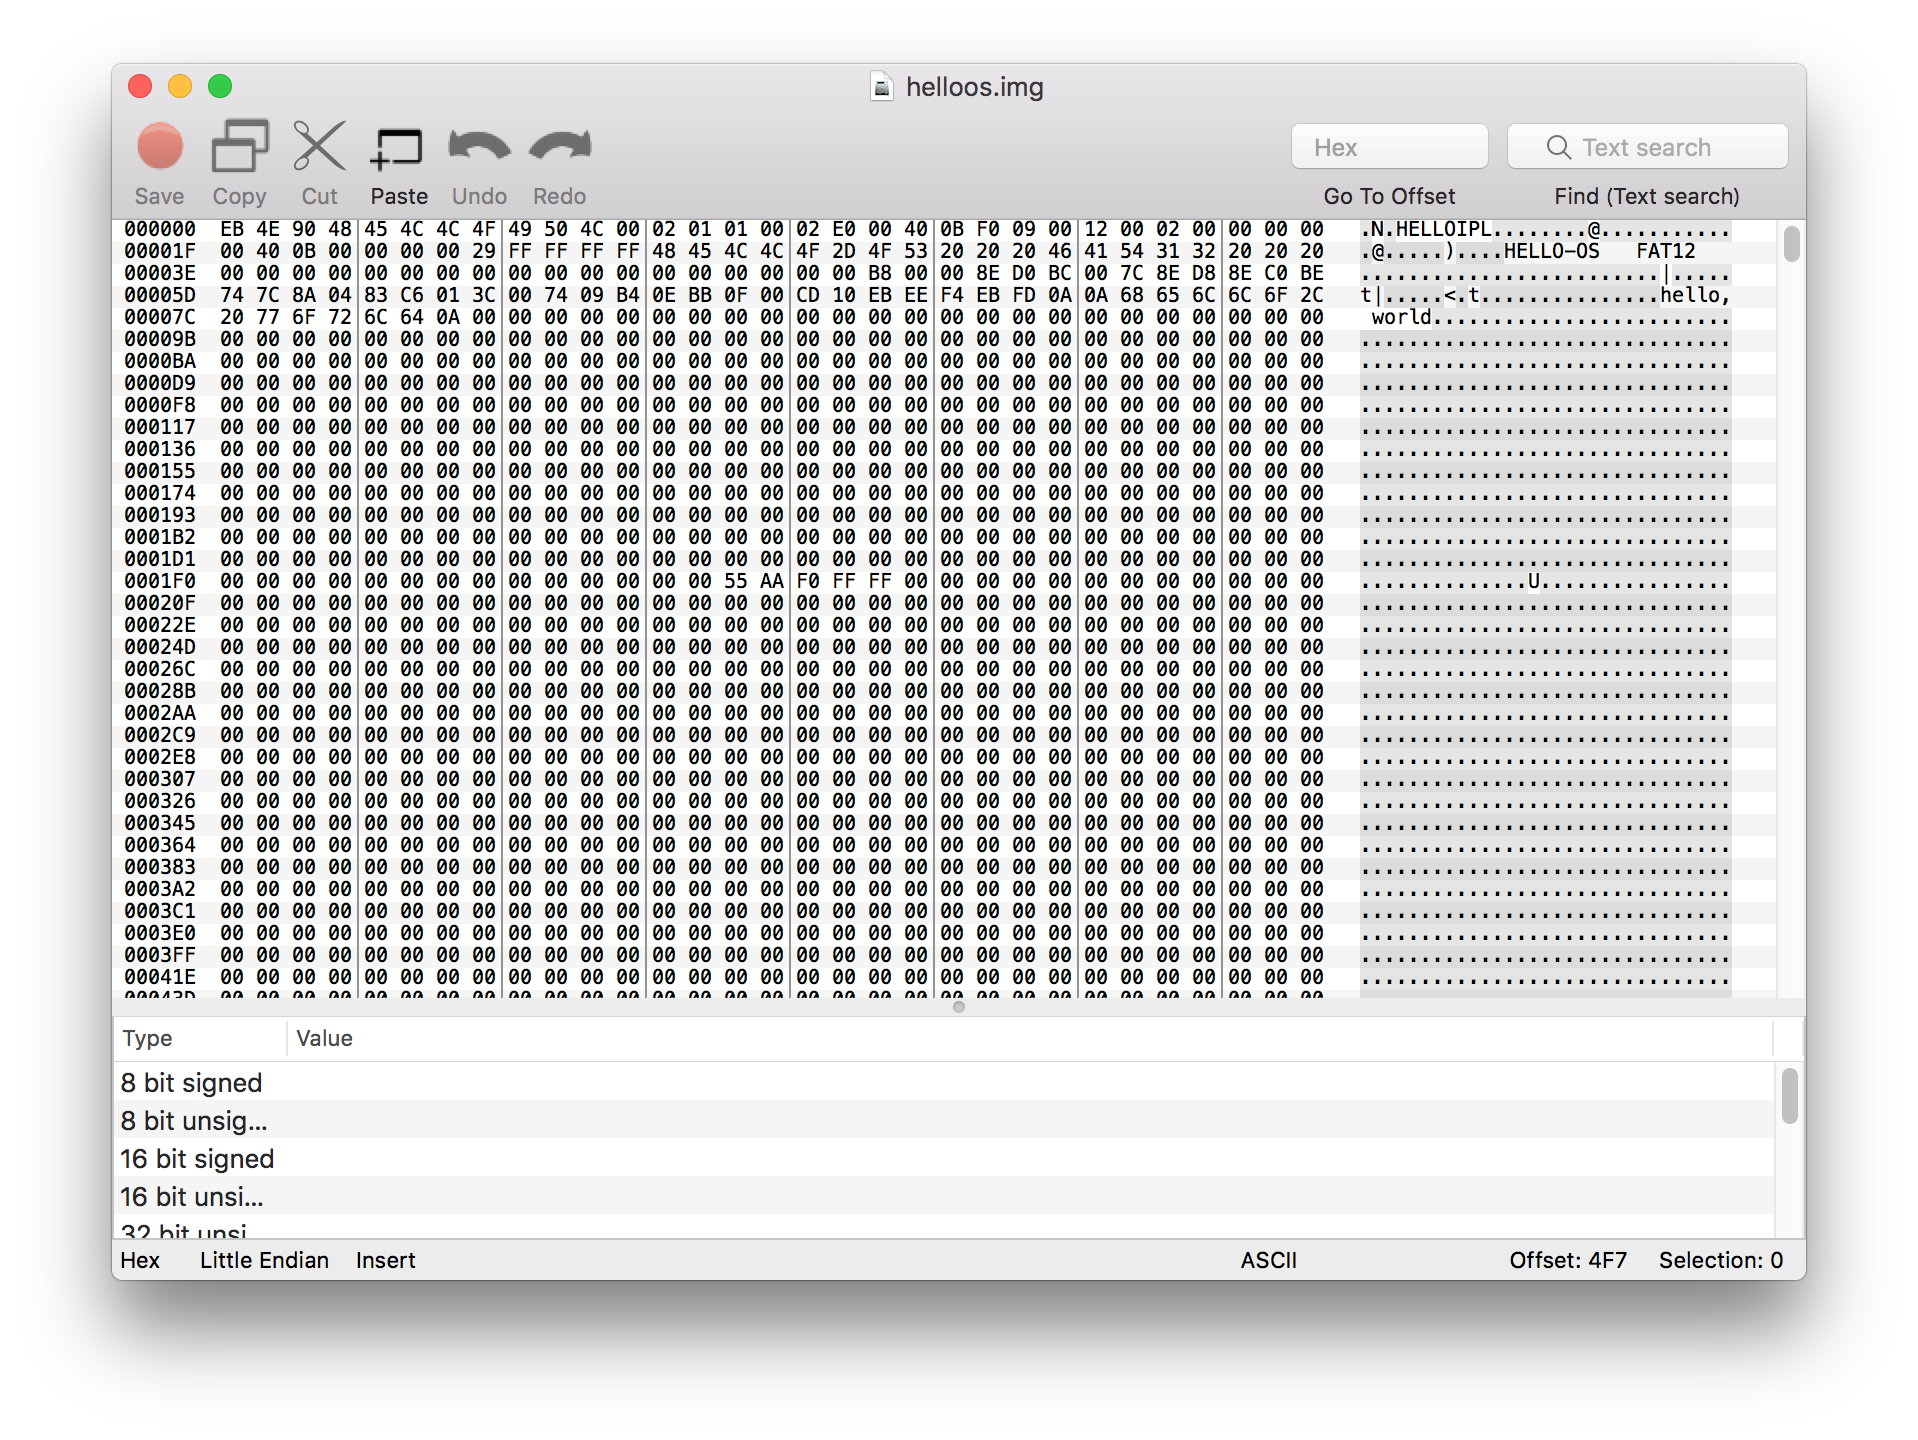 helloos.img
Save Copy Cut Paste Undo Redo
Hex
Text search
Go To Offset
Find (Text search)
000000 EB 4E 90 48 45 4C 4C 4F 49 50 4C 00 02 01 01 00 02 E0 00 40 0B F0 09 00 12 00 02 00 00 00 00 .N.HELLOIPL........@...........
00001F 00 40 0B 00 00 00 00 29 FF FF FF FF 48 45 4C 4C 4F 2D 4F 53 20 20 20 46 41 54 31 32 20 20 20 .@.....)....HELLO-OS   FAT12
00003E 00 00 00 00 00 00 00 00 00 00 00 00 00 00 00 00 00 00 B8 00 00 8E D0 BC 00 7C 8E D8 8E C0 BE .........................|.....
00005D 74 7C 8A 04 83 C6 01 3C 00 74 09 B4 0E BB 0F 00 CD 10 EB EE F4 EB FD 0A 0A 68 65 6C 6C 6F 2C t|.....<.t...............hello,
00007C 20 77 6F 72 6C 64 0A 00 00 00 00 00 00 00 00 00 00 00 00 00 00 00 00 00 00 00 00 00 00 00 00  world.........................
00009B 00 00 00 00 00 00 00 00 00 00 00 00 00 00 00 00 00 00 00 00 00 00 00 00 00 00 00 00 00 00 00 ...............................
0000BA 00 00 00 00 00 00 00 00 00 00 00 00 00 00 00 00 00 00 00 00 00 00 00 00 00 00 00 00 00 00 00 ...............................
0000D9 00 00 00 00 00 00 00 00 00 00 00 00 00 00 00 00 00 00 00 00 00 00 00 00 00 00 00 00 00 00 00 ...............................
0000F8 00 00 00 00 00 00 00 00 00 00 00 00 00 00 00 00 00 00 00 00 00 00 00 00 00 00 00 00 00 00 00 ...............................
000117 00 00 00 00 00 00 00 00 00 00 00 00 00 00 00 00 00 00 00 00 00 00 00 00 00 00 00 00 00 00 00 ...............................
000136 00 00 00 00 00 00 00 00 00 00 00 00 00 00 00 00 00 00 00 00 00 00 00 00 00 00 00 00 00 00 00 ...............................
000155 00 00 00 00 00 00 00 00 00 00 00 00 00 00 00 00 00 00 00 00 00 00 00 00 00 00 00 00 00 00 00 ...............................
000174 00 00 00 00 00 00 00 00 00 00 00 00 00 00 00 00 00 00 00 00 00 00 00 00 00 00 00 00 00 00 00 ...............................
000193 00 00 00 00 00 00 00 00 00 00 00 00 00 00 00 00 00 00 00 00 00 00 00 00 00 00 00 00 00 00 00 ...............................
0001B2 00 00 00 00 00 00 00 00 00 00 00 00 00 00 00 00 00 00 00 00 00 00 00 00 00 00 00 00 00 00 00 ...............................
0001D1 00 00 00 00 00 00 00 00 00 00 00 00 00 00 00 00 00 00 00 00 00 00 00 00 00 00 00 00 00 00 00 ...............................
0001F0 00 00 00 00 00 00 00 00 00 00 00 00 00 00 55 AA F0 FF FF 00 00 00 00 00 00 00 00 00 00 00 00 ..............U................
00020F 00 00 00 00 00 00 00 00 00 00 00 00 00 00 00 00 00 00 00 00 00 00 00 00 00 00 00 00 00 00 00 ...............................
00022E 00 00 00 00 00 00 00 00 00 00 00 00 00 00 00 00 00 00 00 00 00 00 00 00 00 00 00 00 00 00 00 ...............................
00024D 00 00 00 00 00 00 00 00 00 00 00 00 00 00 00 00 00 00 00 00 00 00 00 00 00 00 00 00 00 00 00 ...............................
00026C 00 00 00 00 00 00 00 00 00 00 00 00 00 00 00 00 00 00 00 00 00 00 00 00 00 00 00 00 00 00 00 ...............................
00028B 00 00 00 00 00 00 00 00 00 00 00 00 00 00 00 00 00 00 00 00 00 00 00 00 00 00 00 00 00 00 00 ...............................
0002AA 00 00 00 00 00 00 00 00 00 00 00 00 00 00 00 00 00 00 00 00 00 00 00 00 00 00 00 00 00 00 00 ...............................
0002C9 00 00 00 00 00 00 00 00 00 00 00 00 00 00 00 00 00 00 00 00 00 00 00 00 00 00 00 00 00 00 00 ...............................
0002E8 00 00 00 00 00 00 00 00 00 00 00 00 00 00 00 00 00 00 00 00 00 00 00 00 00 00 00 00 00 00 00 ...............................
000307 00 00 00 00 00 00 00 00 00 00 00 00 00 00 00 00 00 00 00 00 00 00 00 00 00 00 00 00 00 00 00 ...............................
000326 00 00 00 00 00 00 00 00 00 00 00 00 00 00 00 00 00 00 00 00 00 00 00 00 00 00 00 00 00 00 00 ...............................
000345 00 00 00 00 00 00 00 00 00 00 00 00 00 00 00 00 00 00 00 00 00 00 00 00 00 00 00 00 00 00 00 ...............................
000364 00 00 00 00 00 00 00 00 00 00 00 00 00 00 00 00 00 00 00 00 00 00 00 00 00 00 00 00 00 00 00 ...............................
000383 00 00 00 00 00 00 00 00 00 00 00 00 00 00 00 00 00 00 00 00 00 00 00 00 00 00 00 00 00 00 00 ...............................
0003A2 00 00 00 00 00 00 00 00 00 00 00 00 00 00 00 00 00 00 00 00 00 00 00 00 00 00 00 00 00 00 00 ...............................
0003C1 00 00 00 00 00 00 00 00 00 00 00 00 00 00 00 00 00 00 00 00 00 00 00 00 00 00 00 00 00 00 00 ...............................
0003E0 00 00 00 00 00 00 00 00 00 00 00 00 00 00 00 00 00 00 00 00 00 00 00 00 00 00 00 00 00 00 00 ...............................
0003FF 00 00 00 00 00 00 00 00 00 00 00 00 00 00 00 00 00 00 00 00 00 00 00 00 00 00 00 00 00 00 00 ...............................
00041E 00 00 00 00 00 00 00 00 00 00 00 00 00 00 00 00 00 00 00 00 00 00 00 00 00 00 00 00 00 00 00 ...............................
Type Value
8 bit signed
8 bit unsig...
16 bit signed
16 bit unsi...
32 bit unsi
Hex Little Endian Insert ASCII Offset: 4F7 Selection: 0